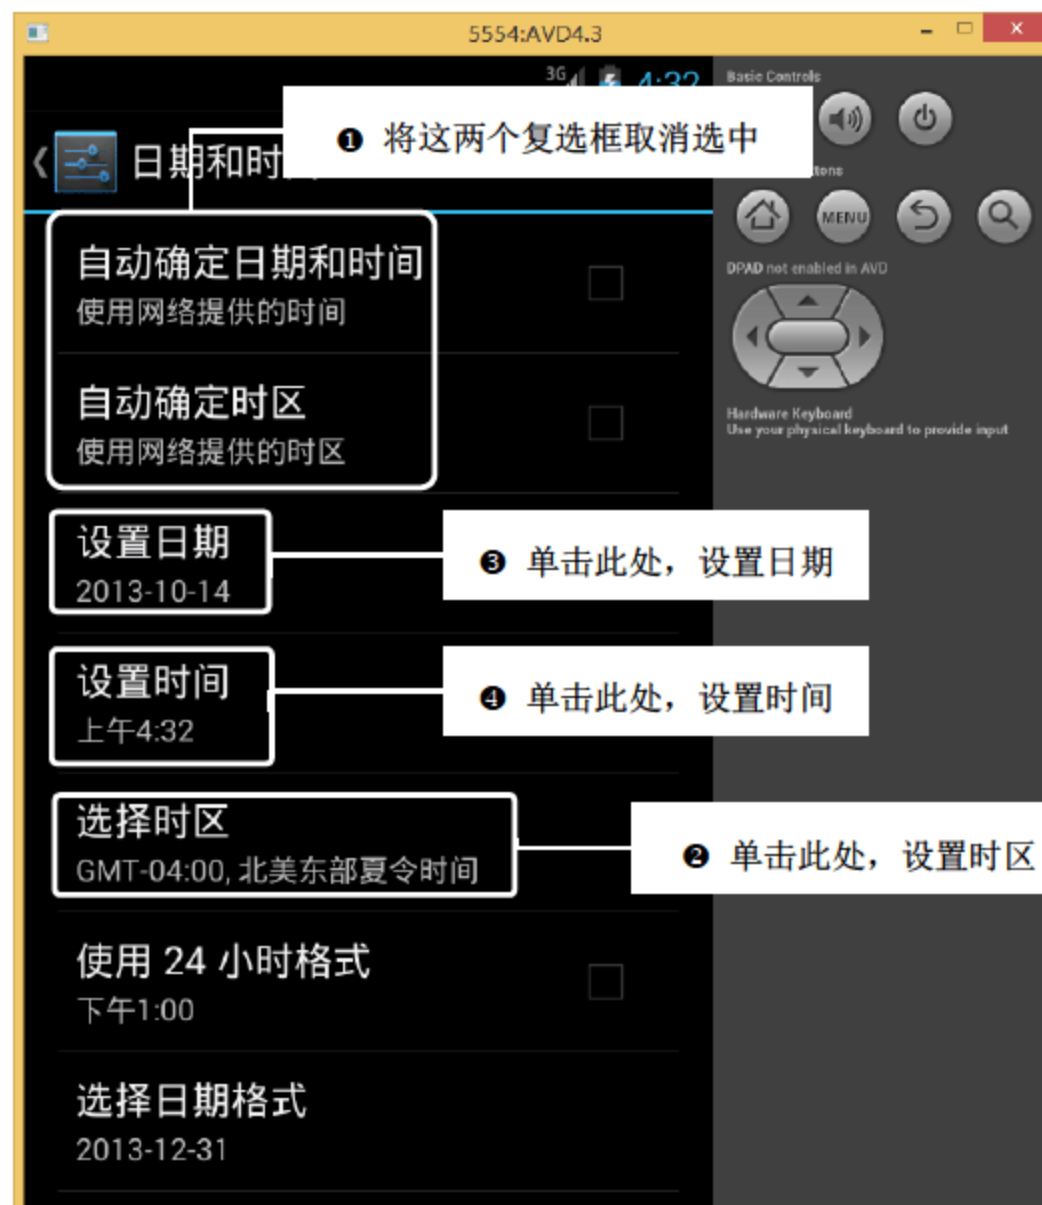 5554:AVD4.3
3G
4:32
Basic Controls
❶ 将这两个复选框取消选中
日期和时
MENU
自动确定日期和时间
使用网络提供的时间
DPAD not enabled in AVD
自动确定时区
使用网络提供的时区
Hardware Keyboard
Use your physical keyboard to provide input
设置日期
2013-10-14
❸ 单击此处，设置日期
设置时间
上午4:32
❹ 单击此处，设置时间
选择时区
GMT-04:00, 北美东部夏令时间
❷ 单击此处，设置时区
使用 24 小时格式
下午1:00
选择日期格式
2013-12-31